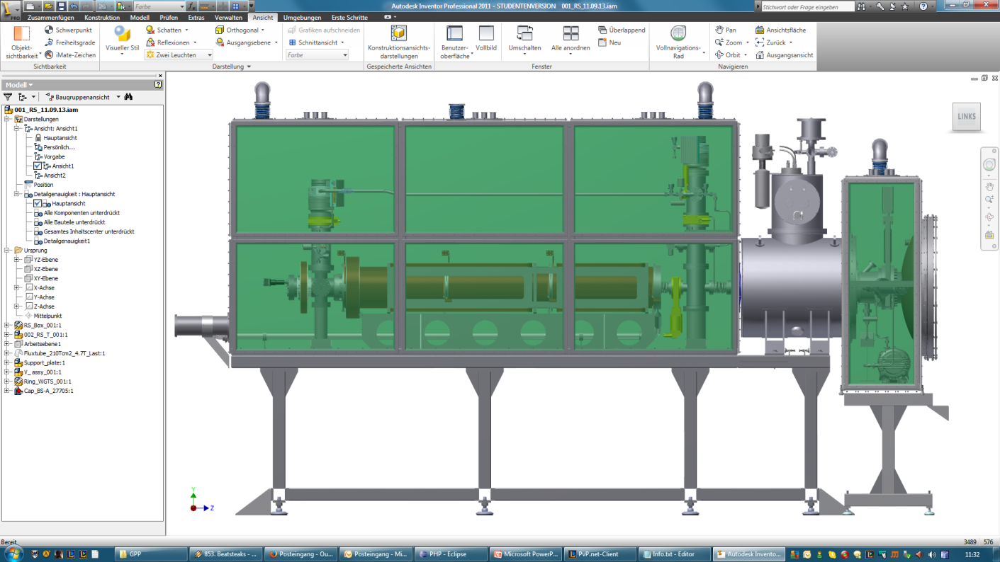 Autodesk Inventor Professional 2011 - STUDENTENVERSION 001_RS_11.09.13.iam
PRO
Farbe
Stichwort oder Frage eingeben
Zusammenfügen Konstruktion Modell Prüfen Extras Verwalten Ansicht Umgebungen Erste Schritte
Objekt-
sichtbarkeit
Schwerpunkt
Freiheitsgrade
iMate-Zeichen
Sichtbarkeit
Visueller Stil
Schatten
Reflexionen
Zwei Leuchten
Orthogonal
Ausgangsebene
Grafiken aufschneiden
Schnittansicht
Farbe
Darstellung
Konstruktionsansichts-
darstellungen
Gespeicherte Ansichten
Benutzer-
oberfläche
Vollbild
Umschalten
Alle anordnen
Überlappend
Neu
Fenster
Vollnavigations-
Rad
Pan
Zoom
Orbit
Ansichtsfläche
Zurück
Ausgangsansicht
Navigieren
Modell
Baugruppenansicht
001_RS_11.09.13.iam
Darstellungen
Ansicht: Ansicht1
Hauptansicht
Persönlich...
Vorgabe
Ansicht1
Ansicht2
Position
Detailgenauigkeit : Hauptansicht
Hauptansicht
Alle Komponenten unterdrückt
Alle Bauteile unterdrückt
Gesamtes Inhaltscenter unterdrückt
Detailgenauigkeit1
Ursprung
YZ-Ebene
XZ-Ebene
XY-Ebene
X-Achse
Y-Achse
Z-Achse
Mittelpunkt
RS_Box_001:1
002_RS_T_001:1
Arbeitsebene1
Fluxtube_210Tcm2_4.7T_Last:1
Support_plate:1
V_assy_001:1
Ring_WGTS_001:1
Cap_BS-A_27705:1
LINKS
Y
Z
Bereit
3489 576
GPP
853. Beatsteaks - ...
Posteingang - Ou...
Posteingang - Mi...
PHP - Eclipse
Microsoft PowerP...
PvP.net-Client
Info.txt - Editor
Autodesk Invento...
11:32